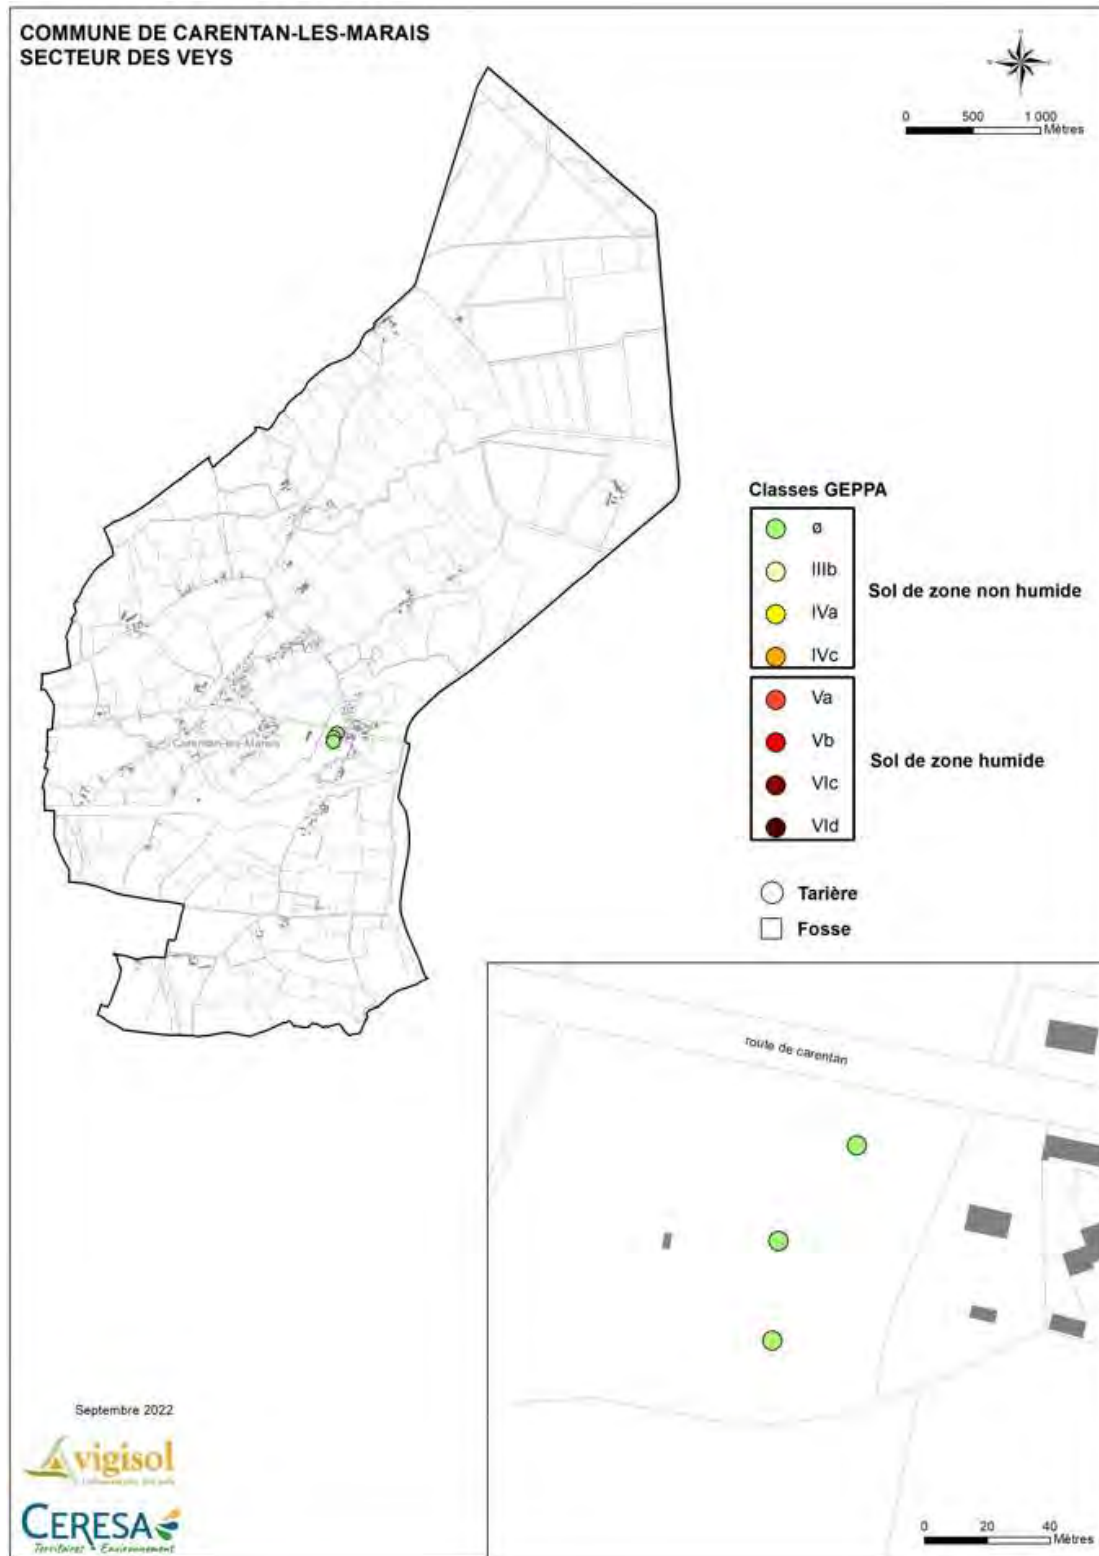 COMMUNE DE CARENTAN-LES-MARAIS
SECTEUR DES VEYS
0 500 1 000
Mètres
Classes GEPPA
ø
IIIb
IVa
IVc
Sol de zone non humide
Va
Vb
VIc
VId
Sol de zone humide
Tarière
Fosse
Carentan-les-Marais
route de carentan
Septembre 2022
vigisol
CERESA
Territoires & Environnement
0 20 40
Mètres